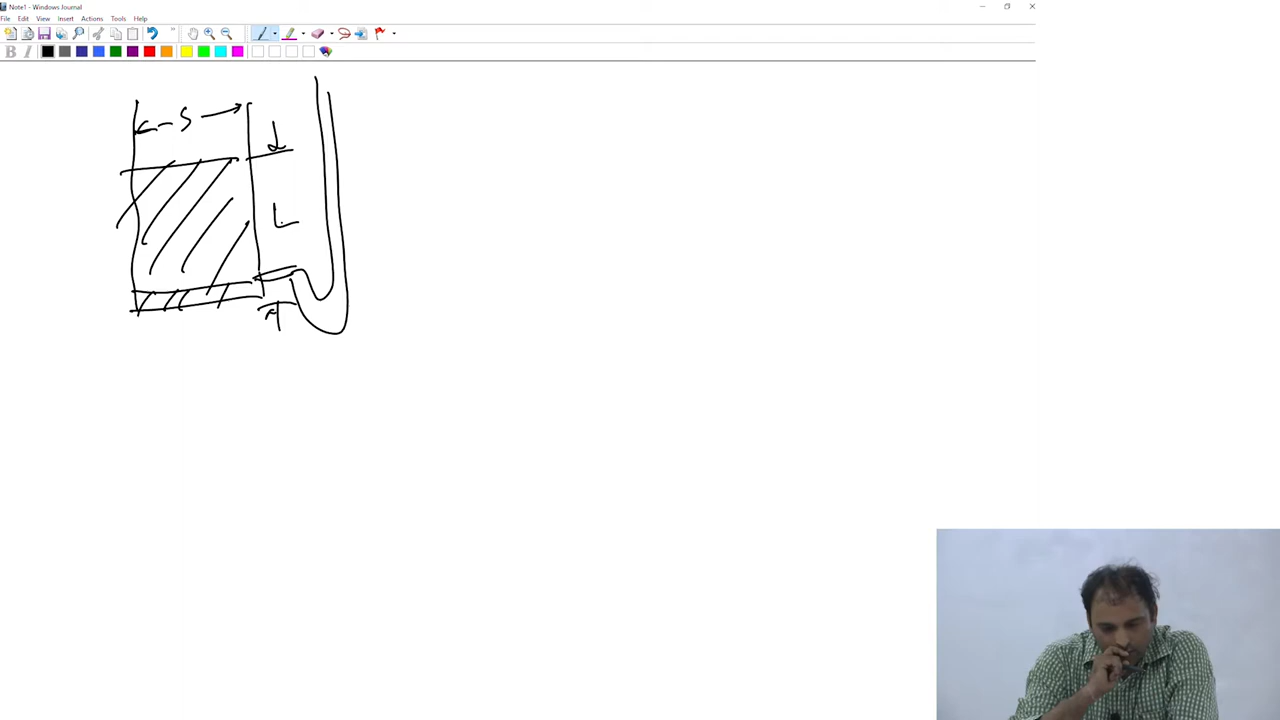 Note1 - Windows Journal
File Edit View Insert Actions Tools Help
B I
S
L